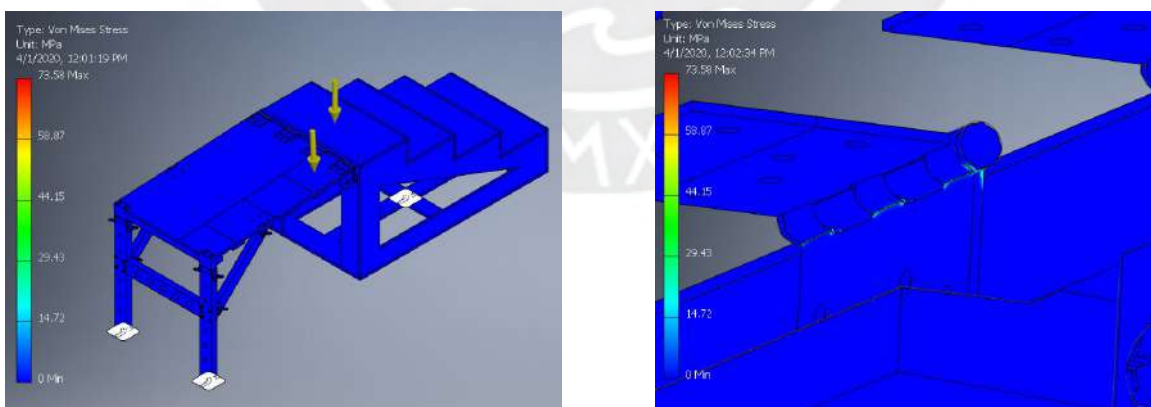 Type: Von Mises Stress
Unit: MPa
4/1/2020, 12:01:19 PM
73.58 Max
58.87
44.15
29.43
14.72
0 Min
Type: Von Mises Stress
Unit: MPa
4/1/2020, 12:02:34 PM
73.58 Max
58.87
44.15
29.43
14.72
0 Min